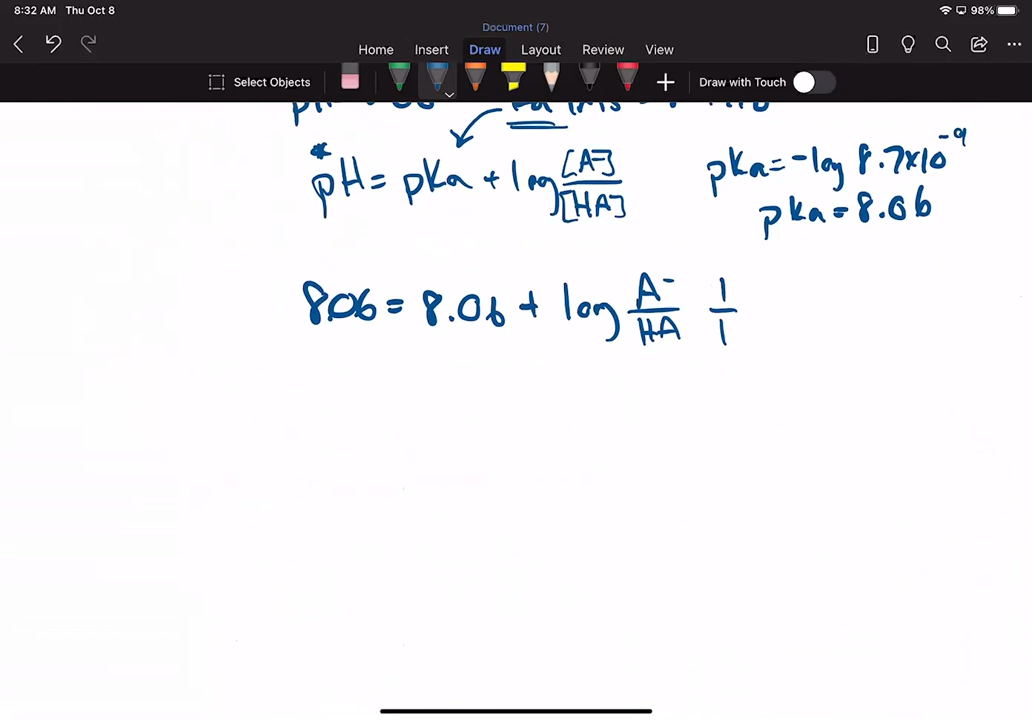 8:32 AM Thu Oct 8 98%
Document (7)
Home Insert Draw Layout Review View
Select Objects Draw with Touch
* pH = pKa + log [A-]/[HA]
pKa = -log 8.7x10^-9
pka = 8.06
8.06 = 8.06 + log A-/HA 1/1